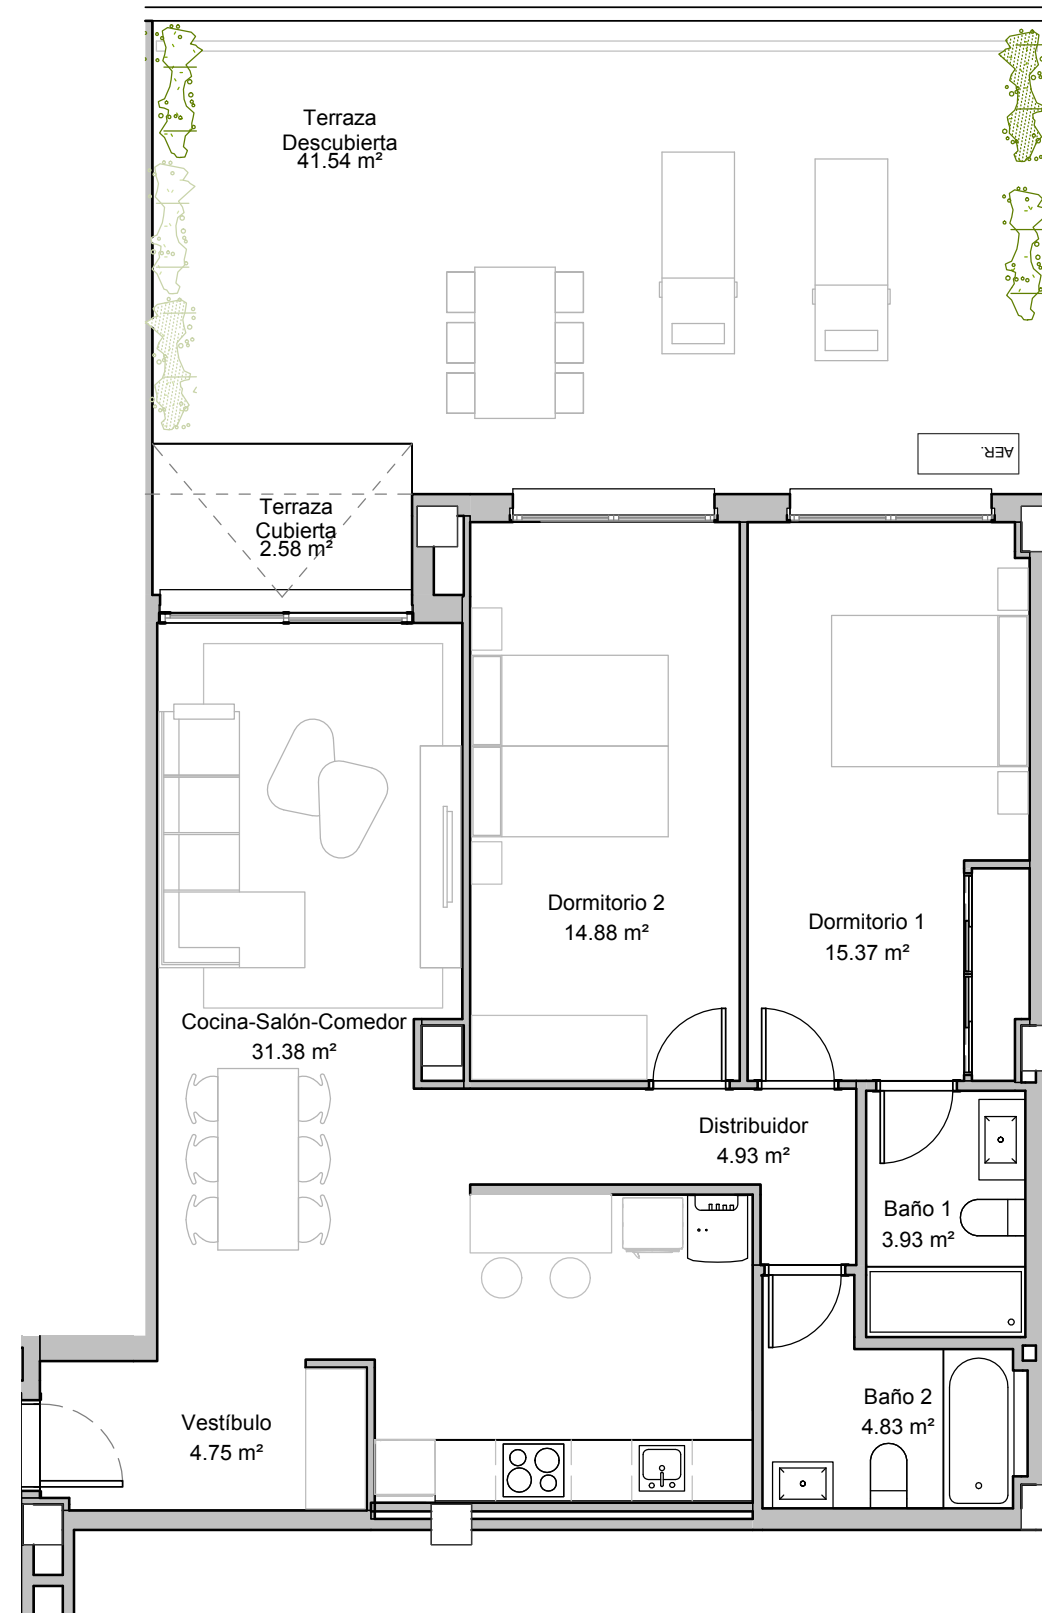 Terraza
Descubierta
41.54 m²
AER.
Terraza
Cubierta
2.58 m²
Dormitorio 2
14.88 m²
Dormitorio 1
15.37 m²
Cocina-Salón-Comedor
31.38 m²
Distribuidor
4.93 m²
Baño 1
3.93 m²
Baño 2
4.83 m²
Vestíbulo
4.75 m²